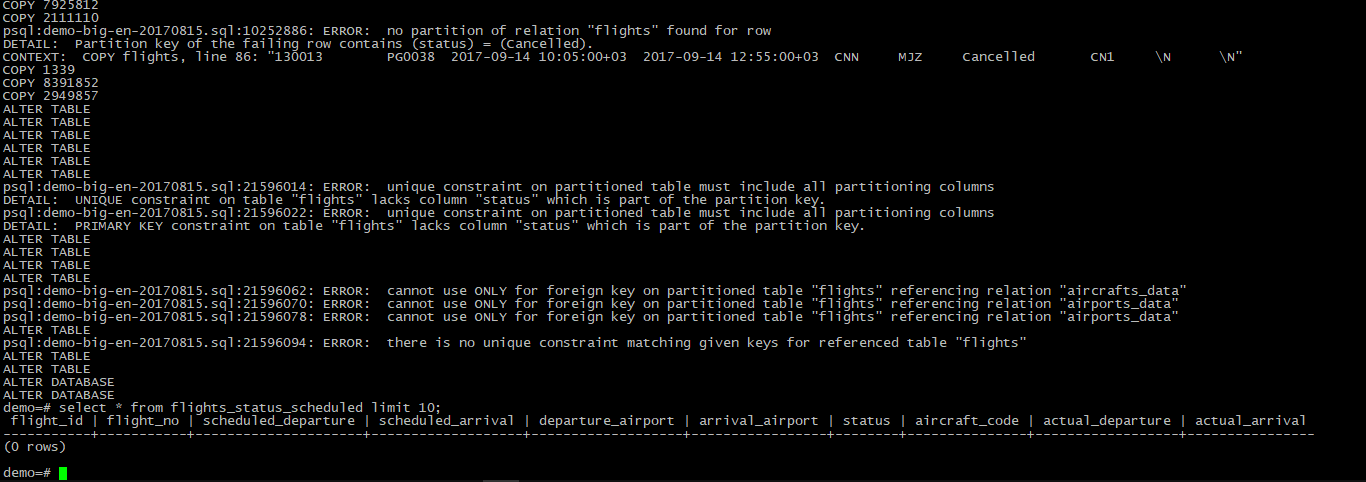 COPY 7925812
COPY 2111110
psql:demo-big-en-20170815.sql:10252886: ERROR:  no partition of relation "flights" found for row
DETAIL:  Partition key of the failing row contains (status) = (Cancelled).
CONTEXT:  COPY flights, line 86: "130013        PG0038  2017-09-14 10:05:00+03  2017-09-14 12:55:00+03  CNN     MJZ     Cancelled       CN1     \N      \N"
COPY 1339
COPY 8391852
COPY 2949857
ALTER TABLE
ALTER TABLE
ALTER TABLE
ALTER TABLE
ALTER TABLE
ALTER TABLE
psql:demo-big-en-20170815.sql:21596014: ERROR:  unique constraint on partitioned table must include all partitioning columns
DETAIL:  UNIQUE constraint on table "flights" lacks column "status" which is part of the partition key.
psql:demo-big-en-20170815.sql:21596022: ERROR:  unique constraint on partitioned table must include all partitioning columns
DETAIL:  PRIMARY KEY constraint on table "flights" lacks column "status" which is part of the partition key.
ALTER TABLE
ALTER TABLE
ALTER TABLE
ALTER TABLE
psql:demo-big-en-20170815.sql:21596062: ERROR:  cannot use ONLY for foreign key on partitioned table "flights" referencing relation "aircrafts_data"
psql:demo-big-en-20170815.sql:21596070: ERROR:  cannot use ONLY for foreign key on partitioned table "flights" referencing relation "airports_data"
psql:demo-big-en-20170815.sql:21596078: ERROR:  cannot use ONLY for foreign key on partitioned table "flights" referencing relation "airports_data"
ALTER TABLE
psql:demo-big-en-20170815.sql:21596094: ERROR:  there is no unique constraint matching given keys for referenced table "flights"
ALTER TABLE
ALTER TABLE
ALTER DATABASE
ALTER DATABASE
demo=# select * from flights_status_scheduled limit 10;
 flight_id | flight_no | scheduled_departure | scheduled_arrival | departure_airport | arrival_airport | status | aircraft_code | actual_departure | actual_arrival
-----------+-----------+---------------------+-------------------+-------------------+-----------------+--------+---------------+------------------+----------------
(0 rows)
demo=#